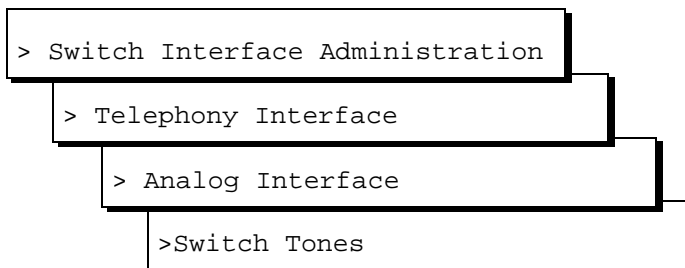 > Switch Interface Administration
> Telephony Interface
> Analog Interface
>Switch Tones